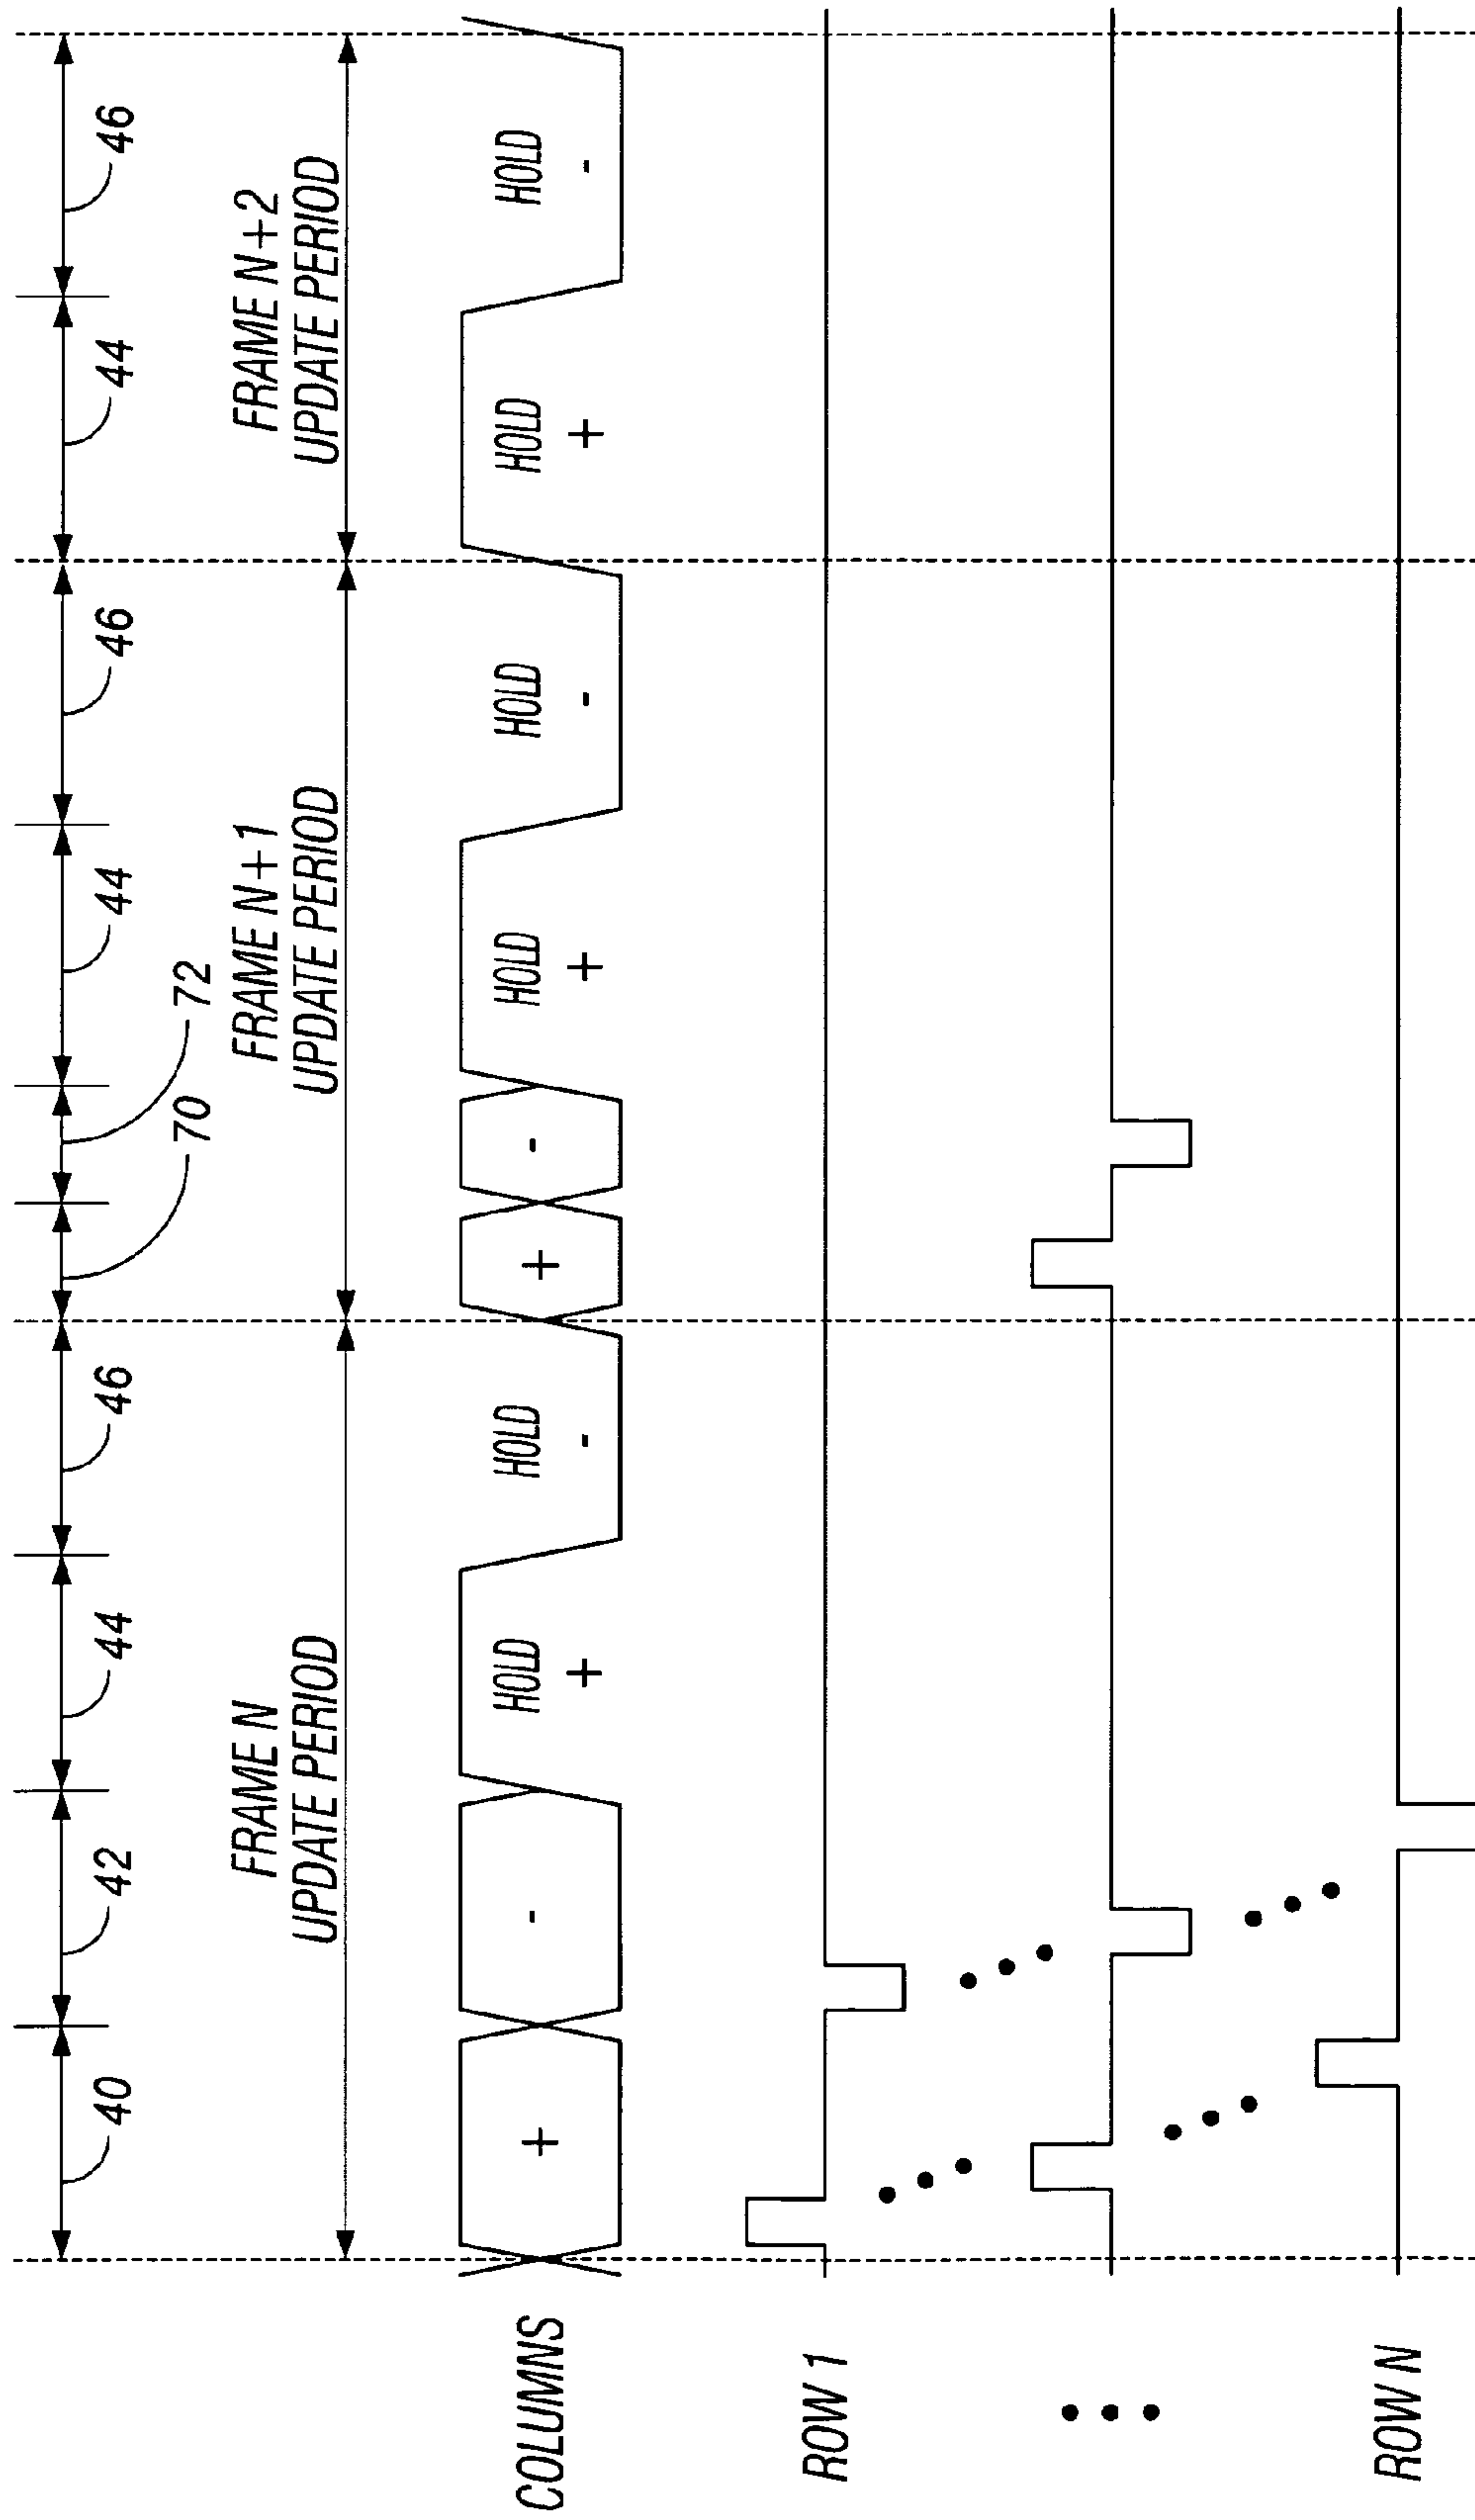 40 42 44 46 70 72 44 46 44 46
FRAME N
UPDATE PERIOD
FRAME N+1
UPDATE PERIOD
FRAME N+2
UPDATE PERIOD
COLUMNS
+ - HOLD + HOLD - + - HOLD + HOLD - HOLD + HOLD -
ROW 1
ROW N